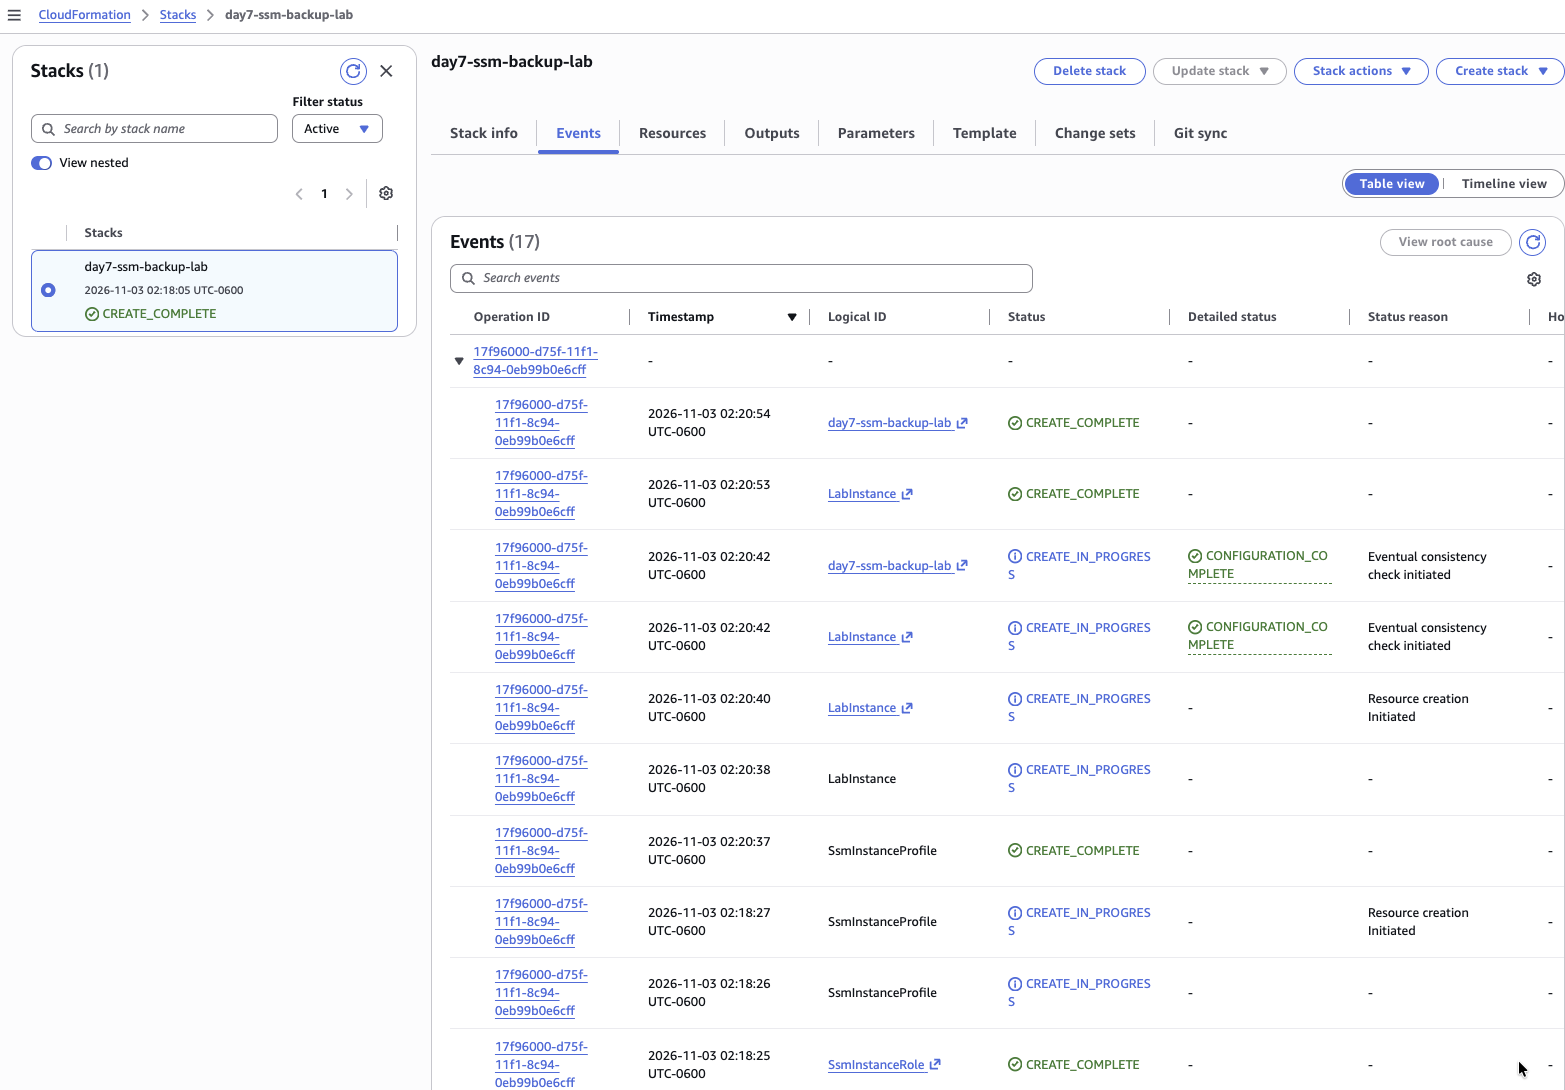 CloudFormation > Stacks > day7-ssm-backup-lab
Stacks (1)
Filter status
Search by stack name
Active
View nested
1
Stacks
day7-ssm-backup-lab
2026-11-03 02:18:05 UTC-0600
CREATE_COMPLETE
day7-ssm-backup-lab
Delete stack
Update stack
Stack actions
Create stack
Stack info
Events
Resources
Outputs
Parameters
Template
Change sets
Git sync
Table view
Timeline view
Events (17)
View root cause
Search events
Operation ID
Timestamp
Logical ID
Status
Detailed status
Status reason
Ho
17f96000-d75f-11f1-
8c94-0eb99b0e6cff
-
-
-
-
-
-
17f96000-d75f-
11f1-8c94-
0eb99b0e6cff
2026-11-03 02:20:54
UTC-0600
day7-ssm-backup-lab
CREATE_COMPLETE
-
-
-
17f96000-d75f-
11f1-8c94-
0eb99b0e6cff
2026-11-03 02:20:53
UTC-0600
LabInstance
CREATE_COMPLETE
-
-
-
17f96000-d75f-
11f1-8c94-
0eb99b0e6cff
2026-11-03 02:20:42
UTC-0600
day7-ssm-backup-lab
CREATE_IN_PROGRES
S
CONFIGURATION_CO
MPLETE
Eventual consistency
check initiated
-
17f96000-d75f-
11f1-8c94-
0eb99b0e6cff
2026-11-03 02:20:42
UTC-0600
LabInstance
CREATE_IN_PROGRES
S
CONFIGURATION_CO
MPLETE
Eventual consistency
check initiated
-
17f96000-d75f-
11f1-8c94-
0eb99b0e6cff
2026-11-03 02:20:40
UTC-0600
LabInstance
CREATE_IN_PROGRES
S
-
Resource creation
Initiated
-
17f96000-d75f-
11f1-8c94-
0eb99b0e6cff
2026-11-03 02:20:38
UTC-0600
LabInstance
CREATE_IN_PROGRES
S
-
-
-
17f96000-d75f-
11f1-8c94-
0eb99b0e6cff
2026-11-03 02:20:37
UTC-0600
SsmInstanceProfile
CREATE_COMPLETE
-
-
-
17f96000-d75f-
11f1-8c94-
0eb99b0e6cff
2026-11-03 02:18:27
UTC-0600
SsmInstanceProfile
CREATE_IN_PROGRES
S
-
Resource creation
Initiated
-
17f96000-d75f-
11f1-8c94-
0eb99b0e6cff
2026-11-03 02:18:26
UTC-0600
SsmInstanceProfile
CREATE_IN_PROGRES
S
-
-
-
17f96000-d75f-
11f1-8c94-
0eb99b0e6cff
2026-11-03 02:18:25
UTC-0600
SsmInstanceRole
CREATE_COMPLETE
-
-
-